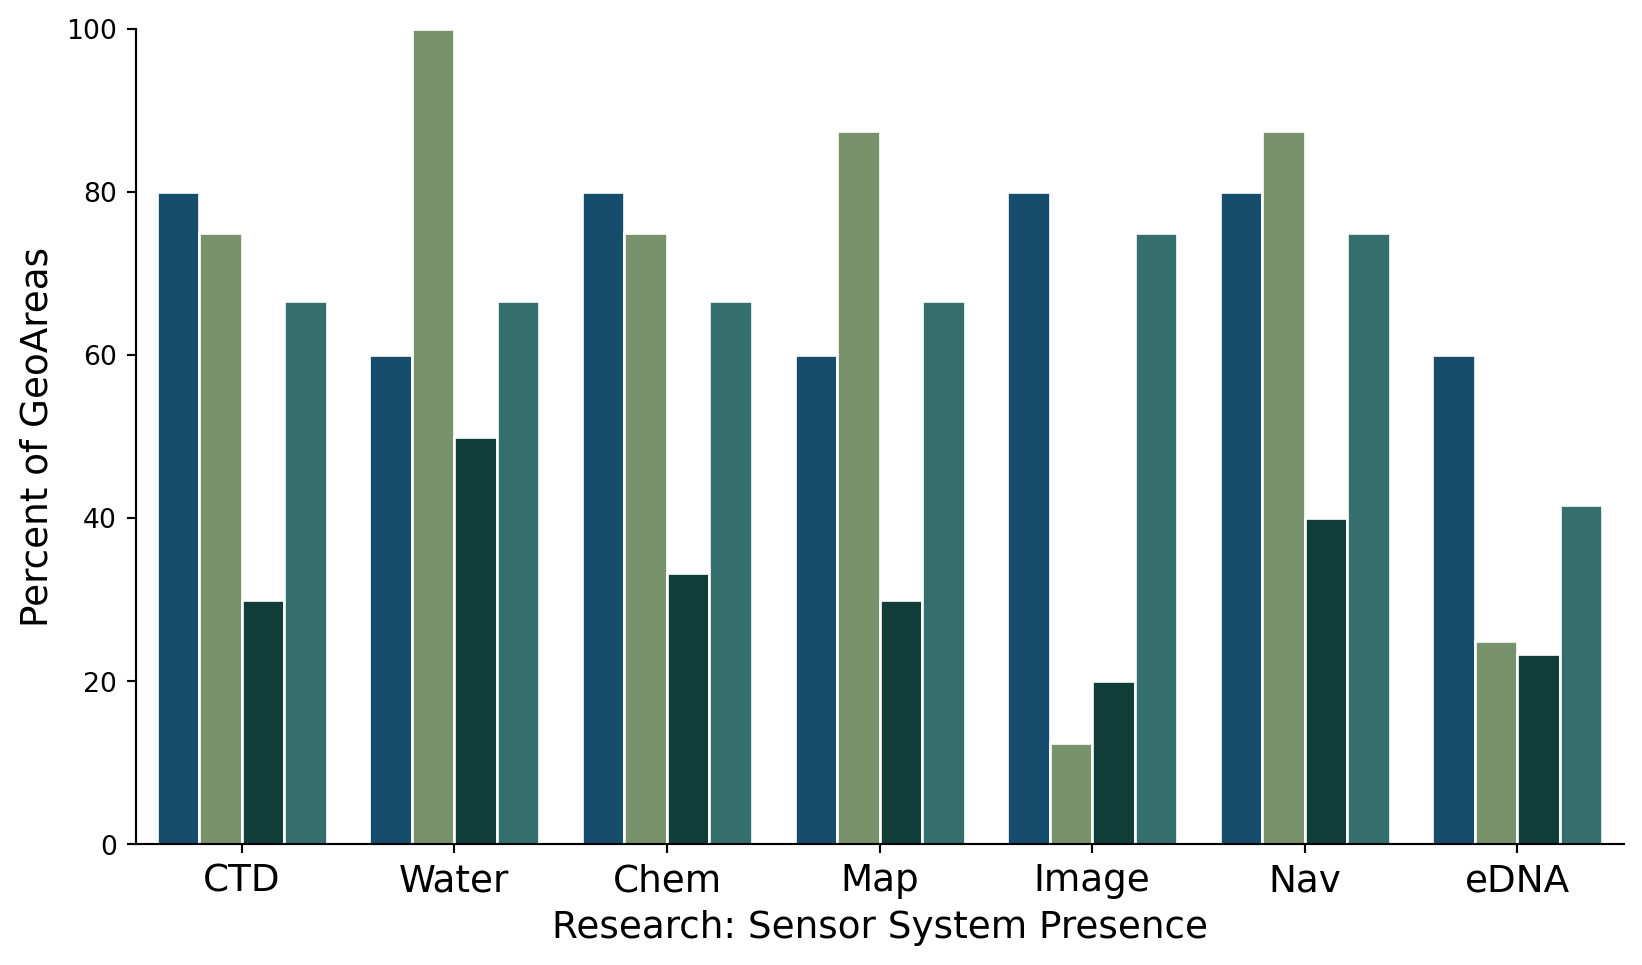 100
80
60
40
20
0
Percent of GeoAreas
CTD Water Chem Map Image Nav eDNA
Research: Sensor System Presence